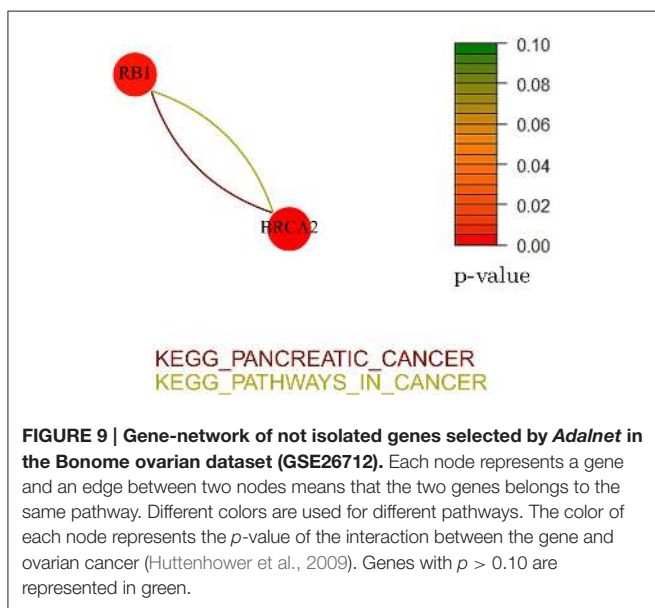 RB1
BRCA2
0.10
0.08
0.06
0.04
0.02
0.00
p-value
KEGG_PANCREATIC_CANCER
KEGG_PATHWAYS_IN_CANCER
FIGURE 9 | Gene-network of not isolated genes selected by Adalnet in
the Bonome ovarian dataset (GSE26712). Each node represents a gene
and an edge between two nodes means that the two genes belongs to the
same pathway. Different colors are used for different pathways. The color of
each node represents the p-value of the interaction between the gene and
ovarian cancer (Huttenhower et al., 2009). Genes with p > 0.10 are
represented in green.